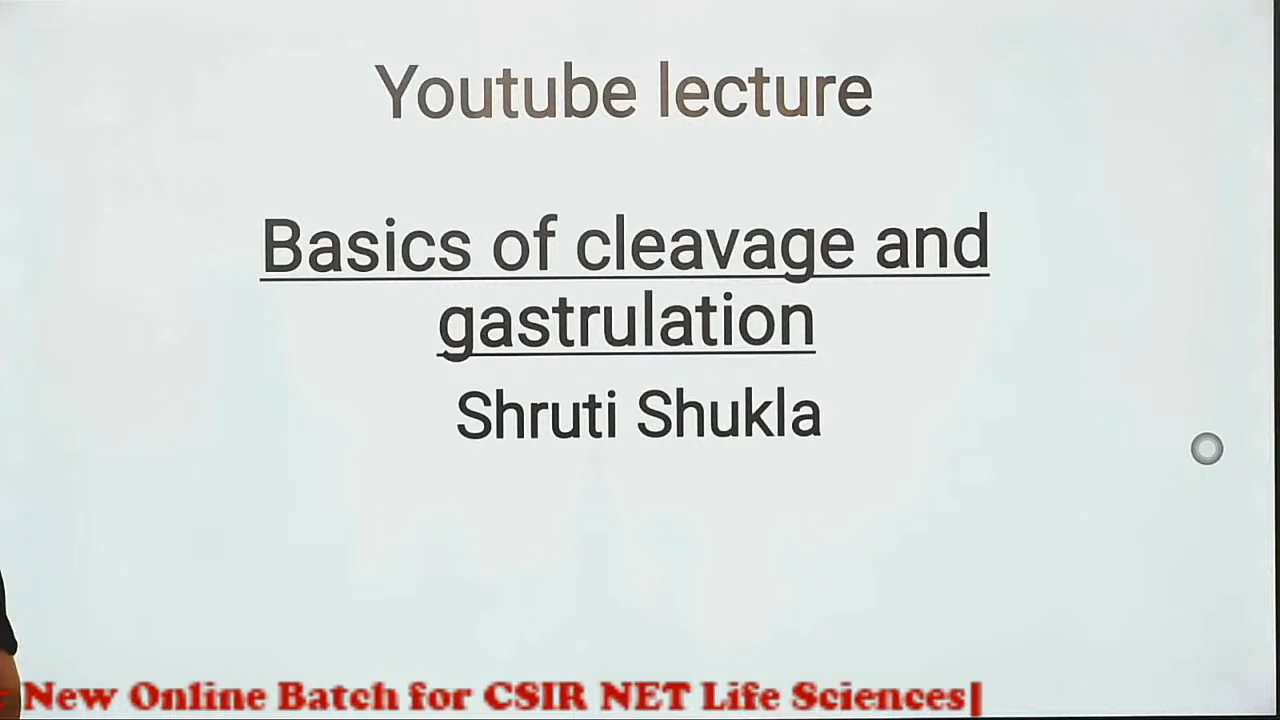 Youtube lecture
Basics of cleavage and
gastrulation
Shruti Shukla
New Online Batch for CSIR NET Life Sciences|